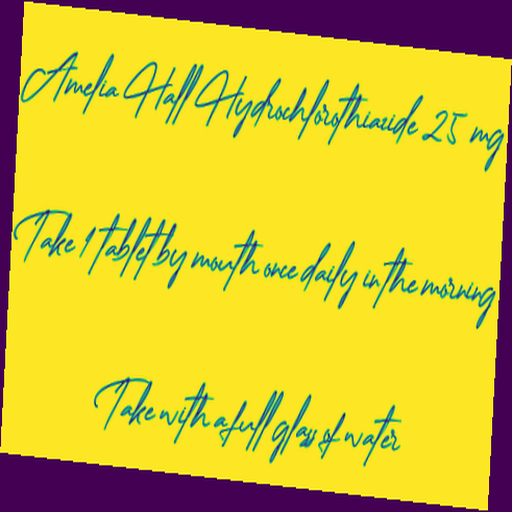 Amelia Hall Hydrochlorothiazide 25 mg
Take 1 tablet by mouth once daily in the morning
Take with a full glass of water